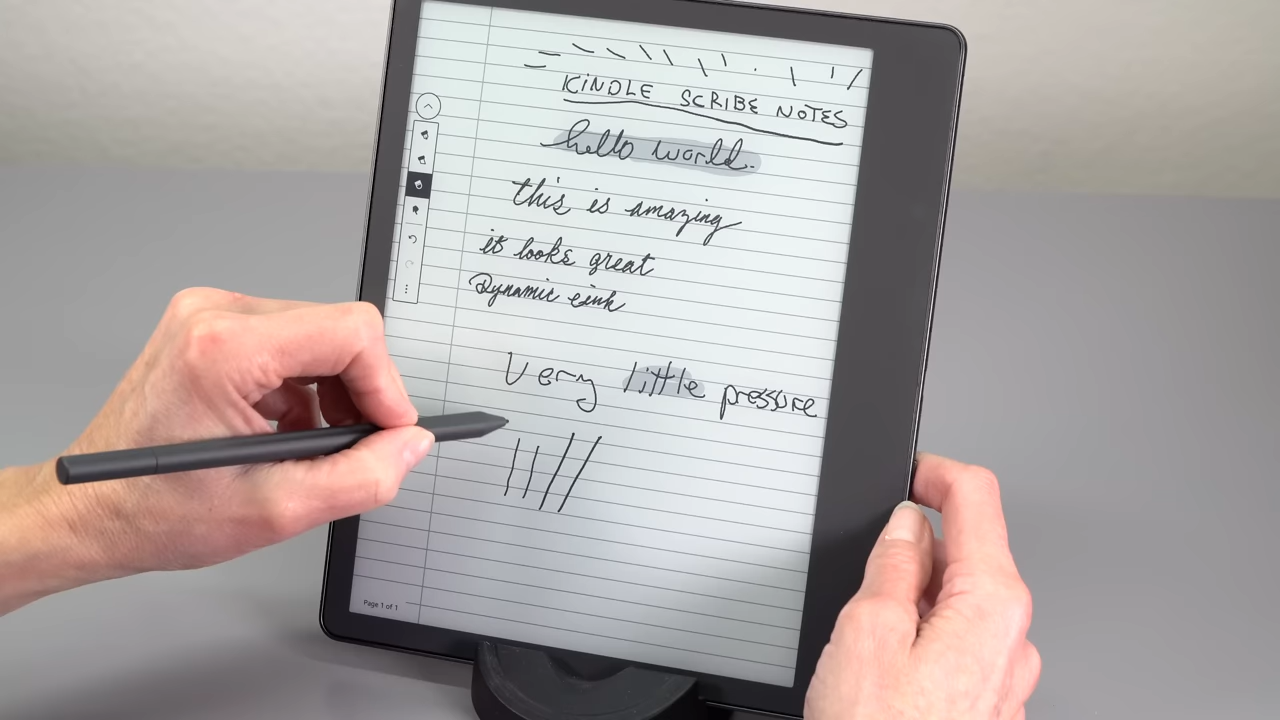 KINDLE SCRIBE NOTES
hello world.
this is amazing
it looks great
Dynamic eink
Very little pressure
Page 1 of 1